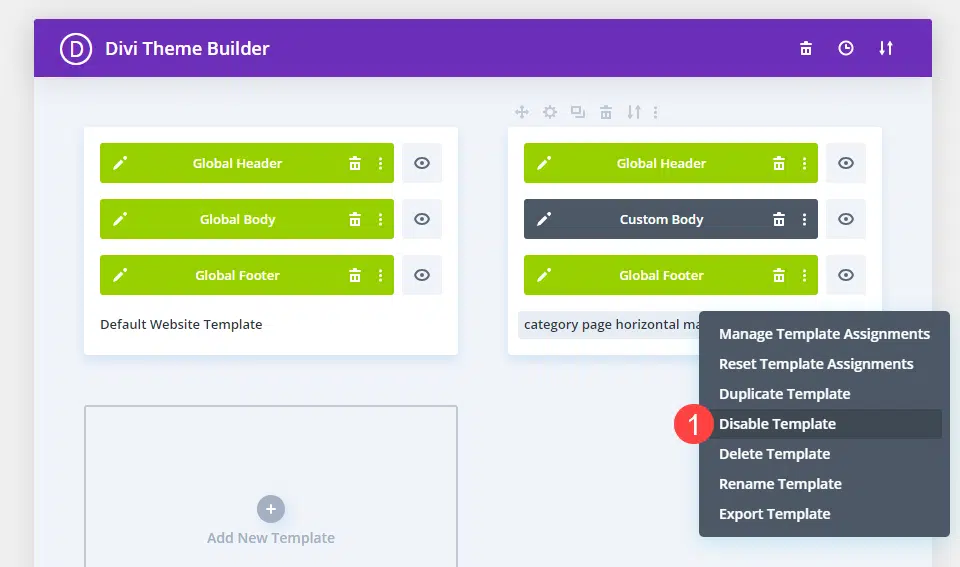 D Divi Theme Builder
Global Header
Global Body
Global Footer
Default Website Template
Global Header
Custom Body
Global Footer
category page horizontal ma
Manage Template Assignments
Reset Template Assignments
Duplicate Template
1 Disable Template
Delete Template
Rename Template
Export Template
Add New Template